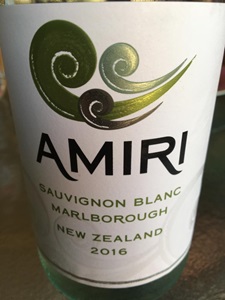 AMIRI
SAUVIGNON BLANC
MARLBOROUGH
NEW ZEALAND
2016